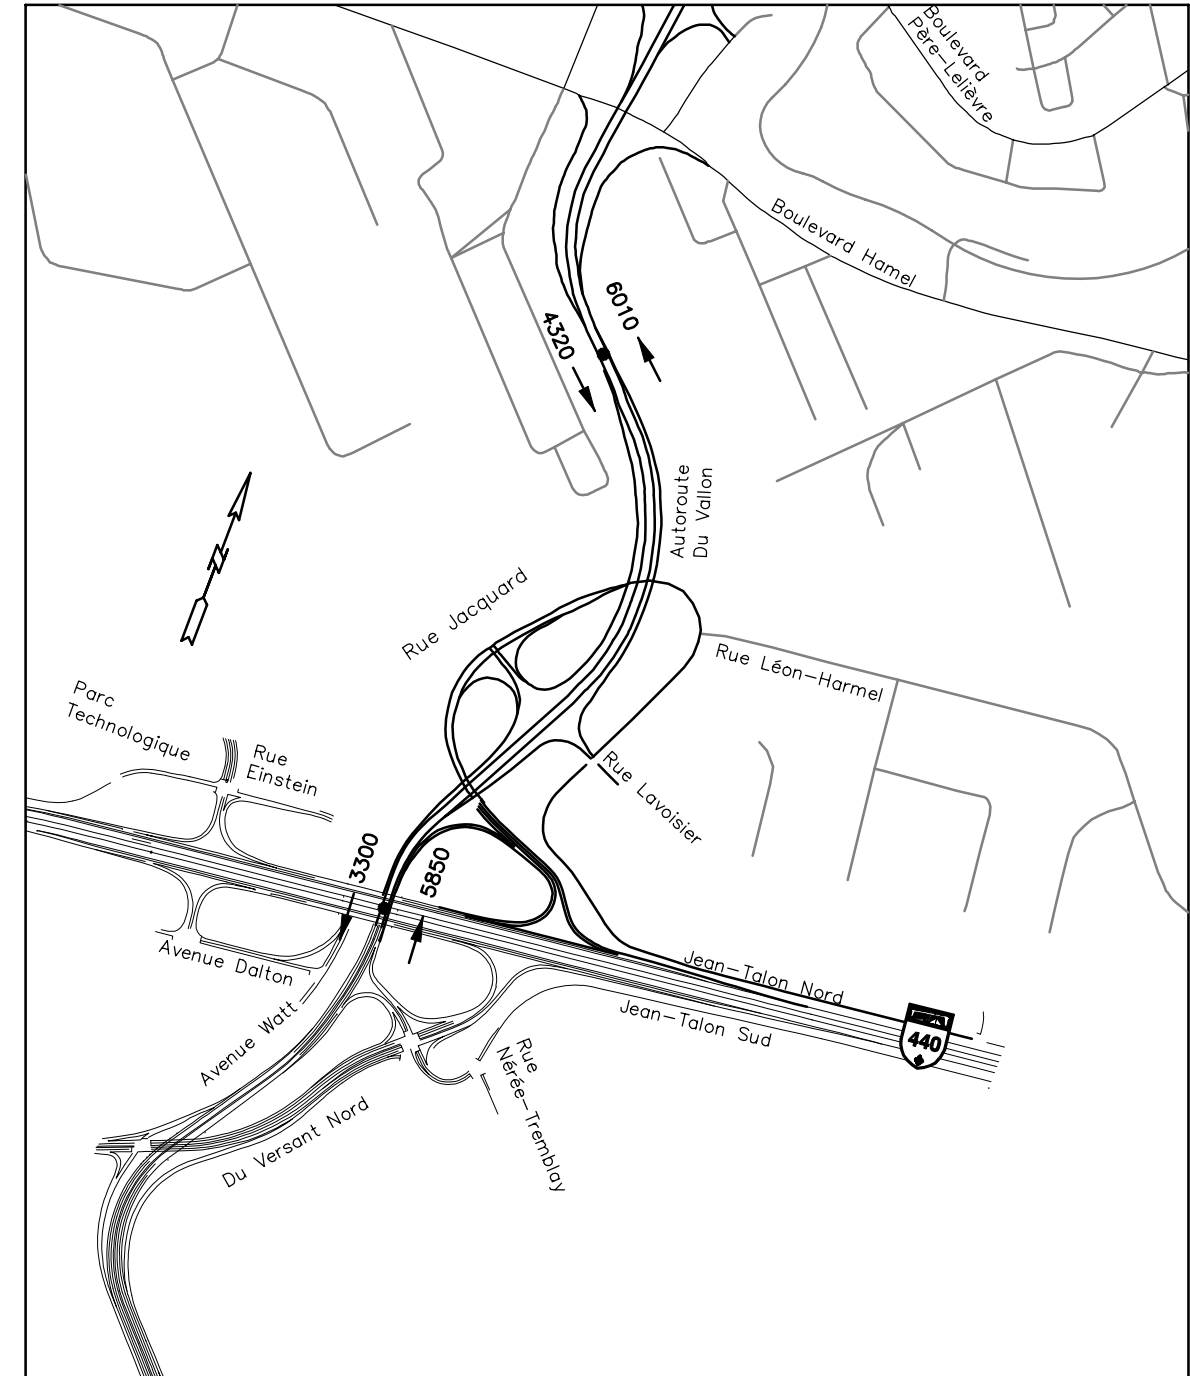 Boulevard
Père-Lelièvre
Boulevard Hamel
6010
4320
Autoroute
Du Vallon
Rue Jacquard
Rue Léon-Harmel
Parc
Technologique
Rue
Einstein
Rue Lavoisier
3300
5850
Avenue Dalton
Jean-Talon Nord
Jean-Talon Sud
440
Avenue Watt
Rue
Nérée-Tremblay
Du Versant Nord